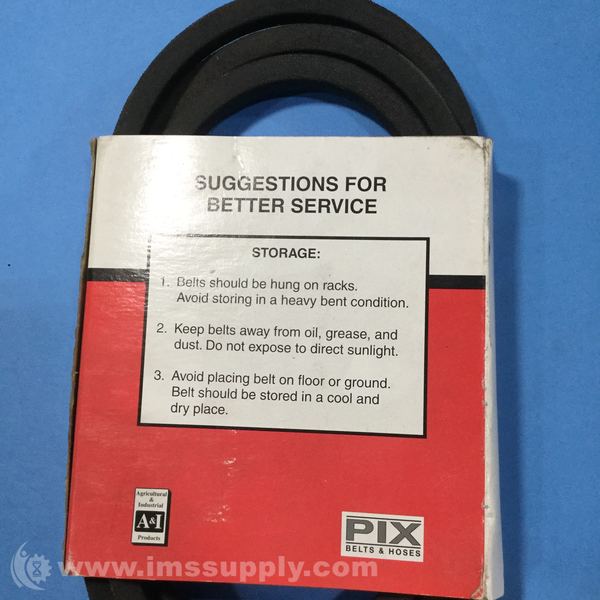 SUGGESTIONS FOR
BETTER SERVICE
STORAGE:
1. Belts should be hung on racks.
Avoid storing in a heavy bent condition.
2. Keep belts away from oil, grease, and
dust. Do not expose to direct sunlight.
3. Avoid placing belt on floor or ground.
Belt should be stored in a cool and
dry place.
Agricultural
&
Industrial
A&I
Products
PIX
BELTS & HOSES
www.imssupply.com